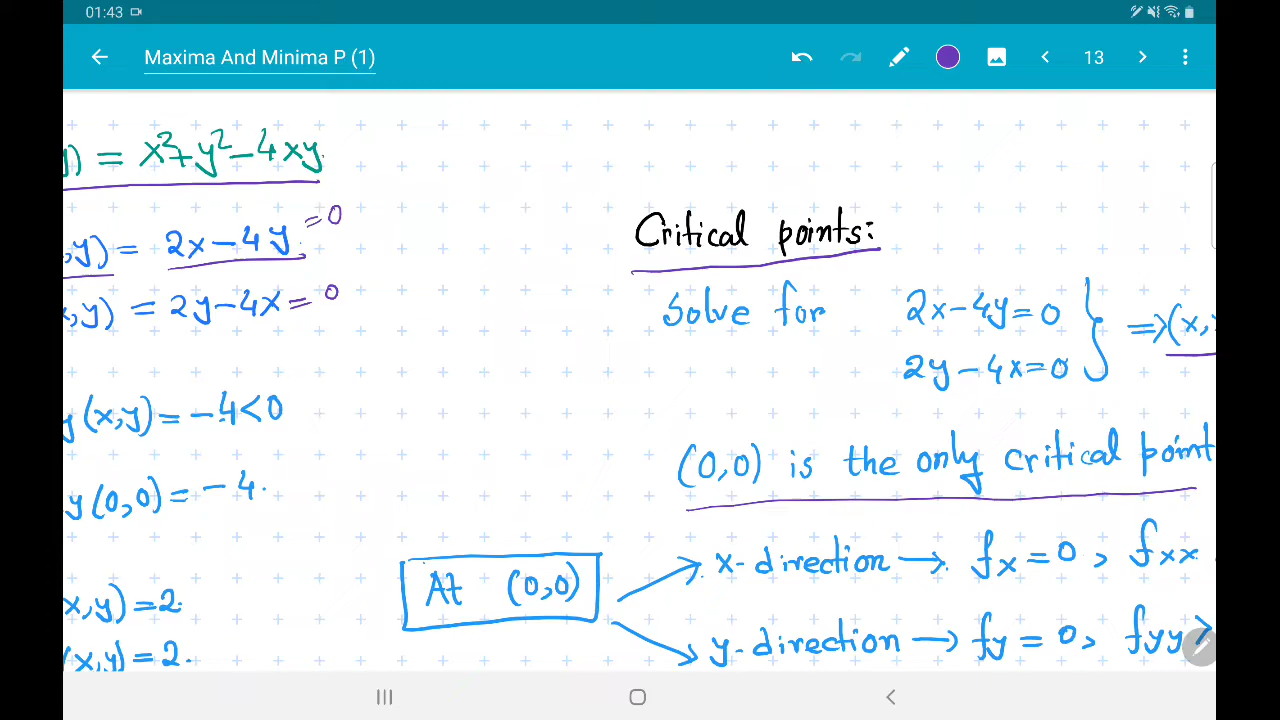 01:43
Maxima And Minima P (1)
13
y) = x²+y²-4xy
,y) = 2x-4y =0
x,y) = 2y-4x = 0
y(x,y) = -4<0
y(0,0) = -4.
x,y) = 2.
(x,y) = 2.
Critical points:
Solve for 2x-4y=0
2y-4x=0 } => (x,
(0,0) is the only critical point
At (0,0)
x-direction → fx = 0, fxx
y-direction → fy = 0, fyy >